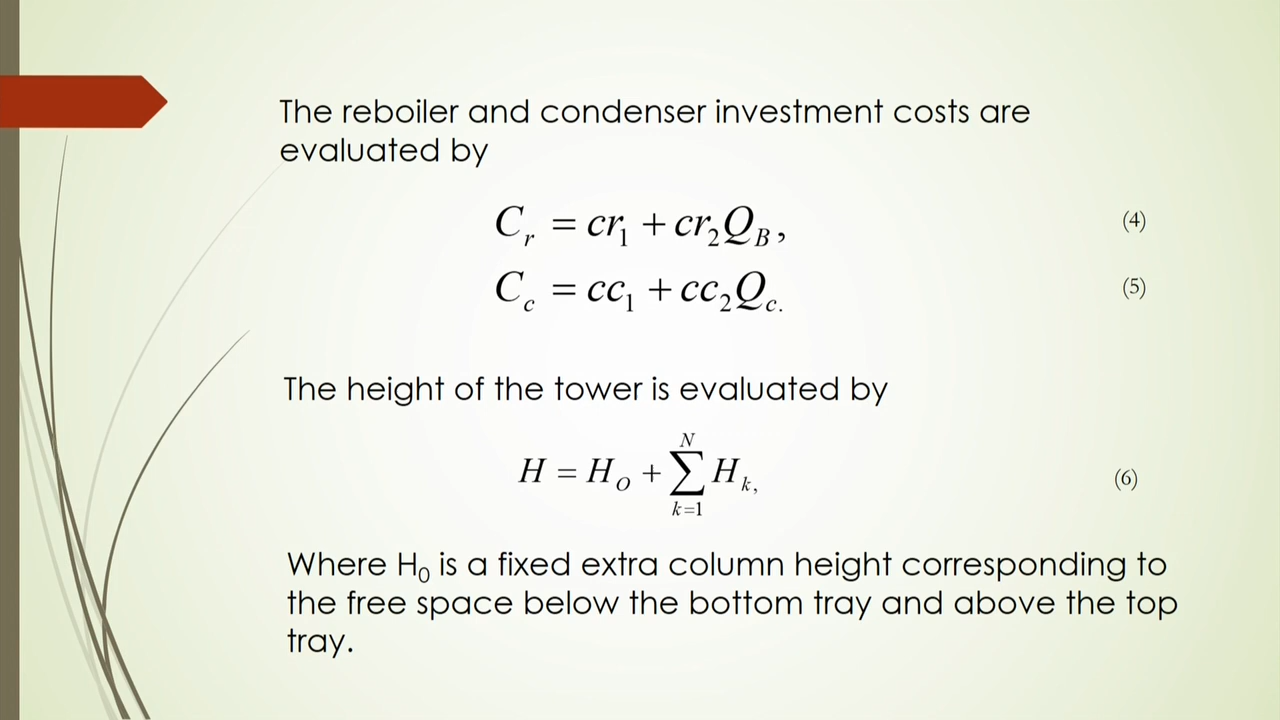 The reboiler and condenser investment costs are
evaluated by
C_r = cr_1 + cr_2 Q_B, (4)
C_c = cc_1 + cc_2 Q_c. (5)
The height of the tower is evaluated by
H = H_O + \sum_{k=1}^{N} H_k, (6)
Where H_0 is a fixed extra column height corresponding to
the free space below the bottom tray and above the top
tray.